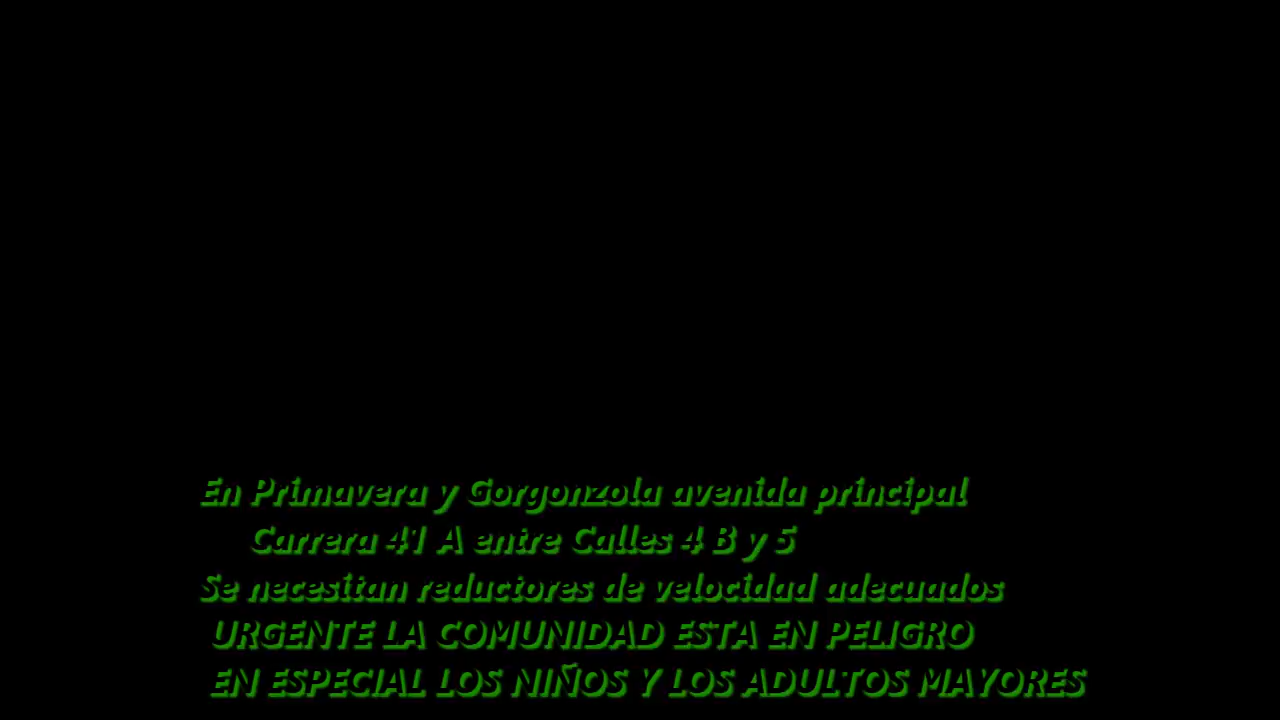 En Primavera y Gorgonzola avenida principal
Carrera 41 A entre Calles 4 B y 5
Se necesitan reductores de velocidad adecuados
URGENTE LA COMUNIDAD ESTA EN PELIGRO
EN ESPECIAL LOS NIÑOS Y LOS ADULTOS MAYORES